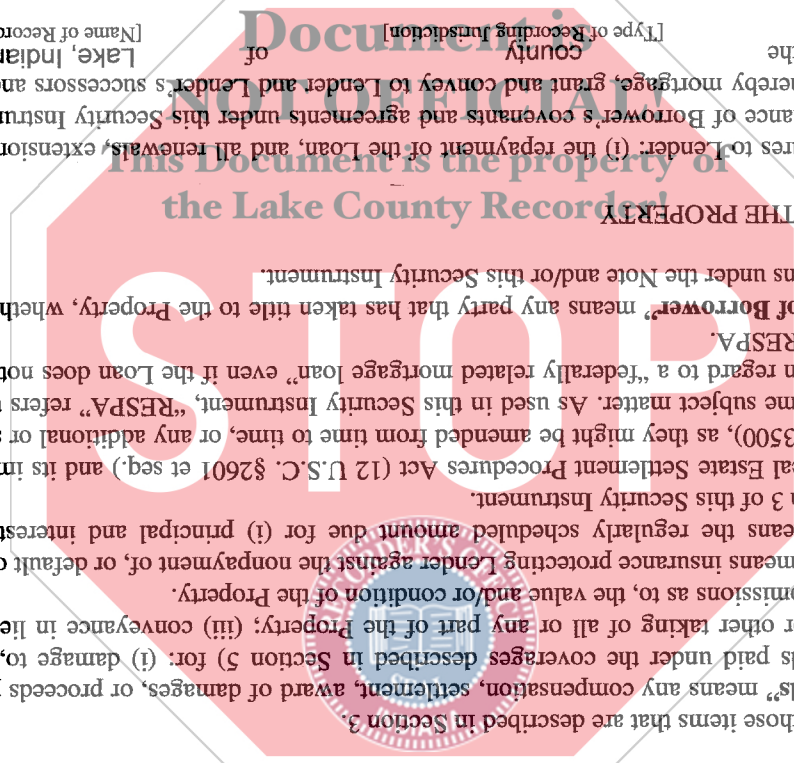 Document is
NOT OFFICIAL!
This Document is the property of
the Lake County Recorder!
STOP
hose items that are described in Section 3.
ds" means any compensation, settlement, award of damages, or proceeds
ls paid under the coverages described in Section 5) for: (i) damage to,
r other taking of all or any part of the Property; (iii) conveyance in lie
omissions as to, the value and/or condition of the Property.
means insurance protecting Lender against the nonpayment of, or default o
eans the regularly scheduled amount due for (i) principal and interest
n 3 of this Security Instrument.
eal Estate Settlement Procedures Act (12 U.S.C. §2601 et seq.) and its im
3500), as they might be amended from time to time, or any additional or
me subject matter. As used in this Security Instrument, "RESPA" refers
n regard to a "federally related mortgage loan" even if the Loan does not
RESPA.
of Borrower" means any party that has taken title to the Property, wheth
ns under the Note and/or this Security Instrument.
THE PROPERTY
ures to Lender: (i) the repayment of the Loan, and all renewals, extension
ance of Borrower's covenants and agreements under this Security Instru
hereby mortgage, grant and convey to Lender and Lender's successors an
the county of Lake, Indian
[Type of Recording Jurisdiction] [Name of Recor